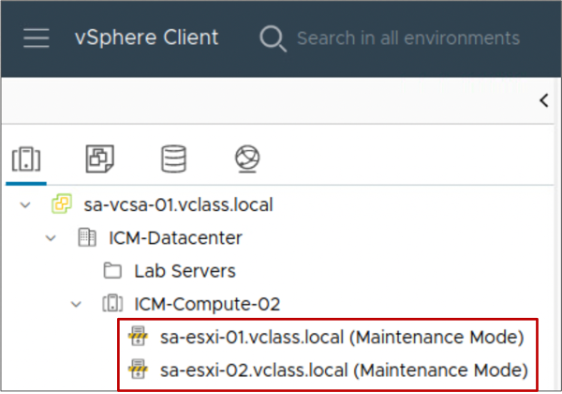 vSphere Client
Search in all environments
sa-vcsa-01.vclass.local
ICM-Datacenter
Lab Servers
ICM-Compute-02
sa-esxi-01.vclass.local (Maintenance Mode)
sa-esxi-02.vclass.local (Maintenance Mode)